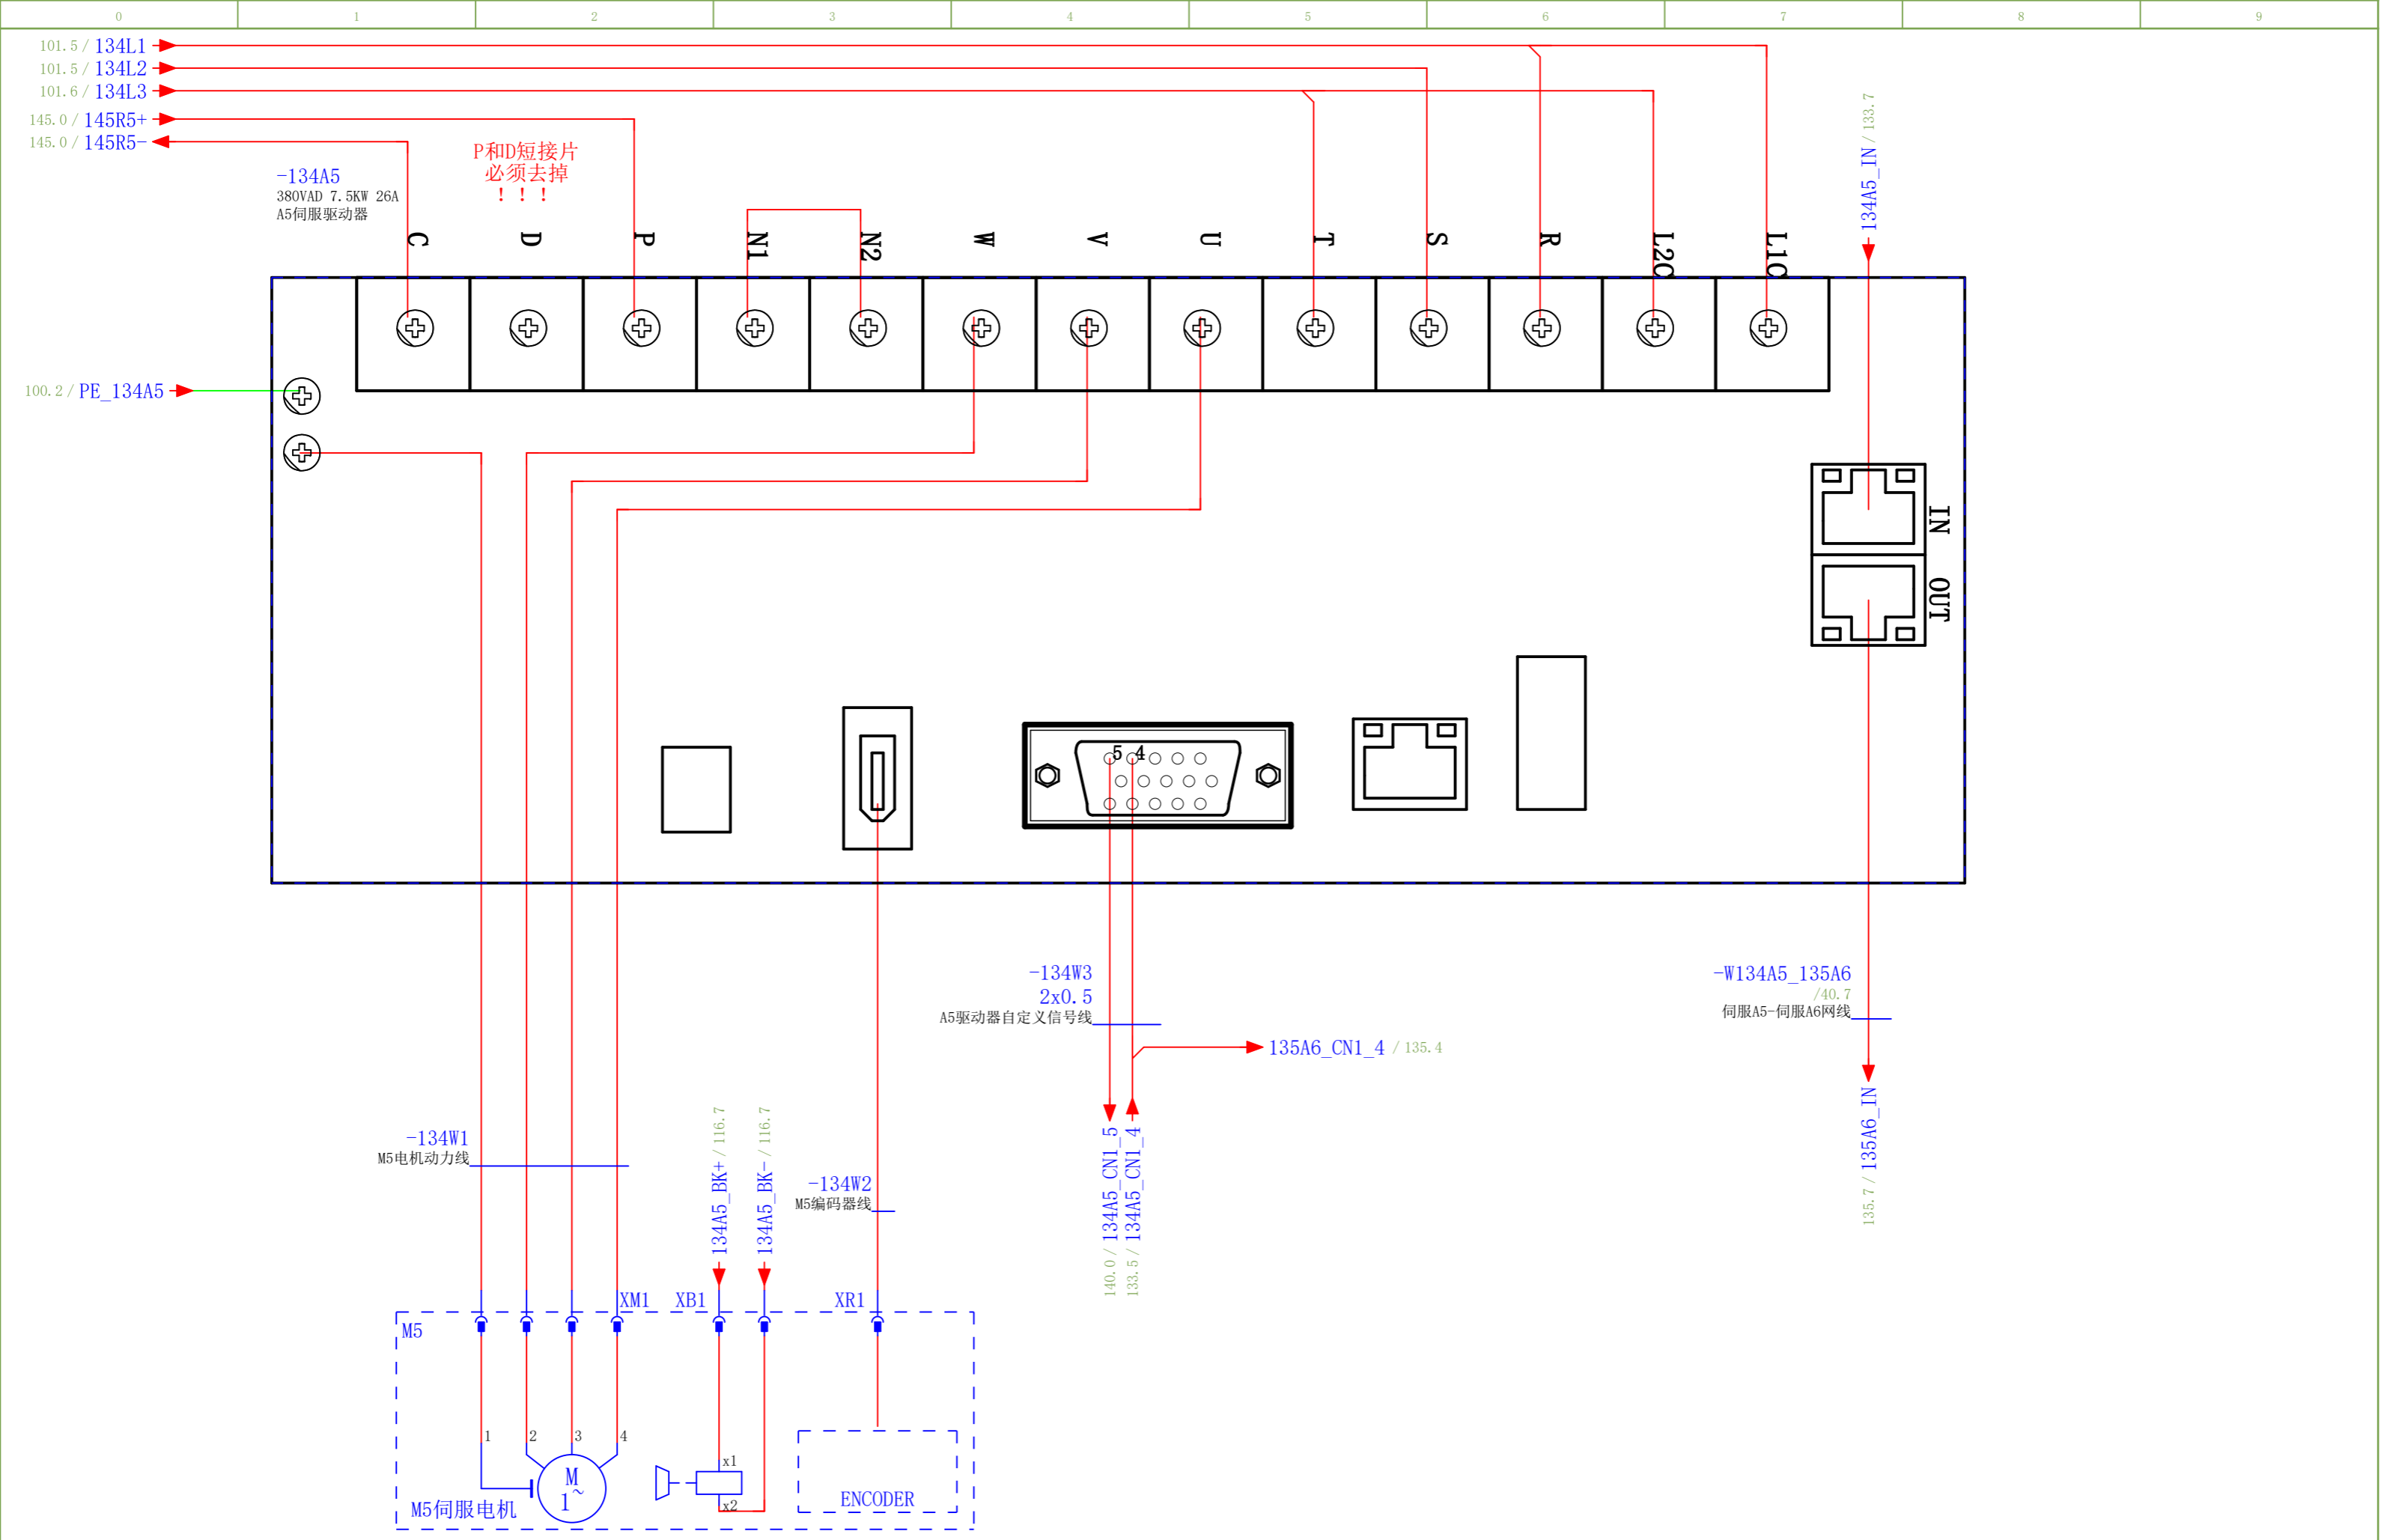 0 1 2 3 4 5 6 7 8 9
101.5 / 134L1
101.5 / 134L2
101.6 / 134L3
145.0 / 145R5+
145.0 / 145R5-
134A5_IN / 133.7
P和D短接片
必须去掉
! ! !
-134A5
380VAD 7.5KW 26A
A5伺服驱动器
C D P N1 N2 W V U T S R L2C L1C
100.2 / PE_134A5
IN
OUT
5 4
-134W3
2x0.5
A5驱动器自定义信号线
-W134A5_135A6
/40.7
伺服A5-伺服A6网线
135A6_CN1_4 / 135.4
-134W1
M5电机动力线
134A5_BK+ / 116.7
134A5_BK- / 116.7
-134W2
M5编码器线
140.0 / 134A5_CN1_5
133.5 / 134A5_CN1_4
135.7 / 135A6_IN
XM1 XB1 XR1
M5
1 2 3 4
x1
x2
M
1~
M5伺服电机
ENCODER